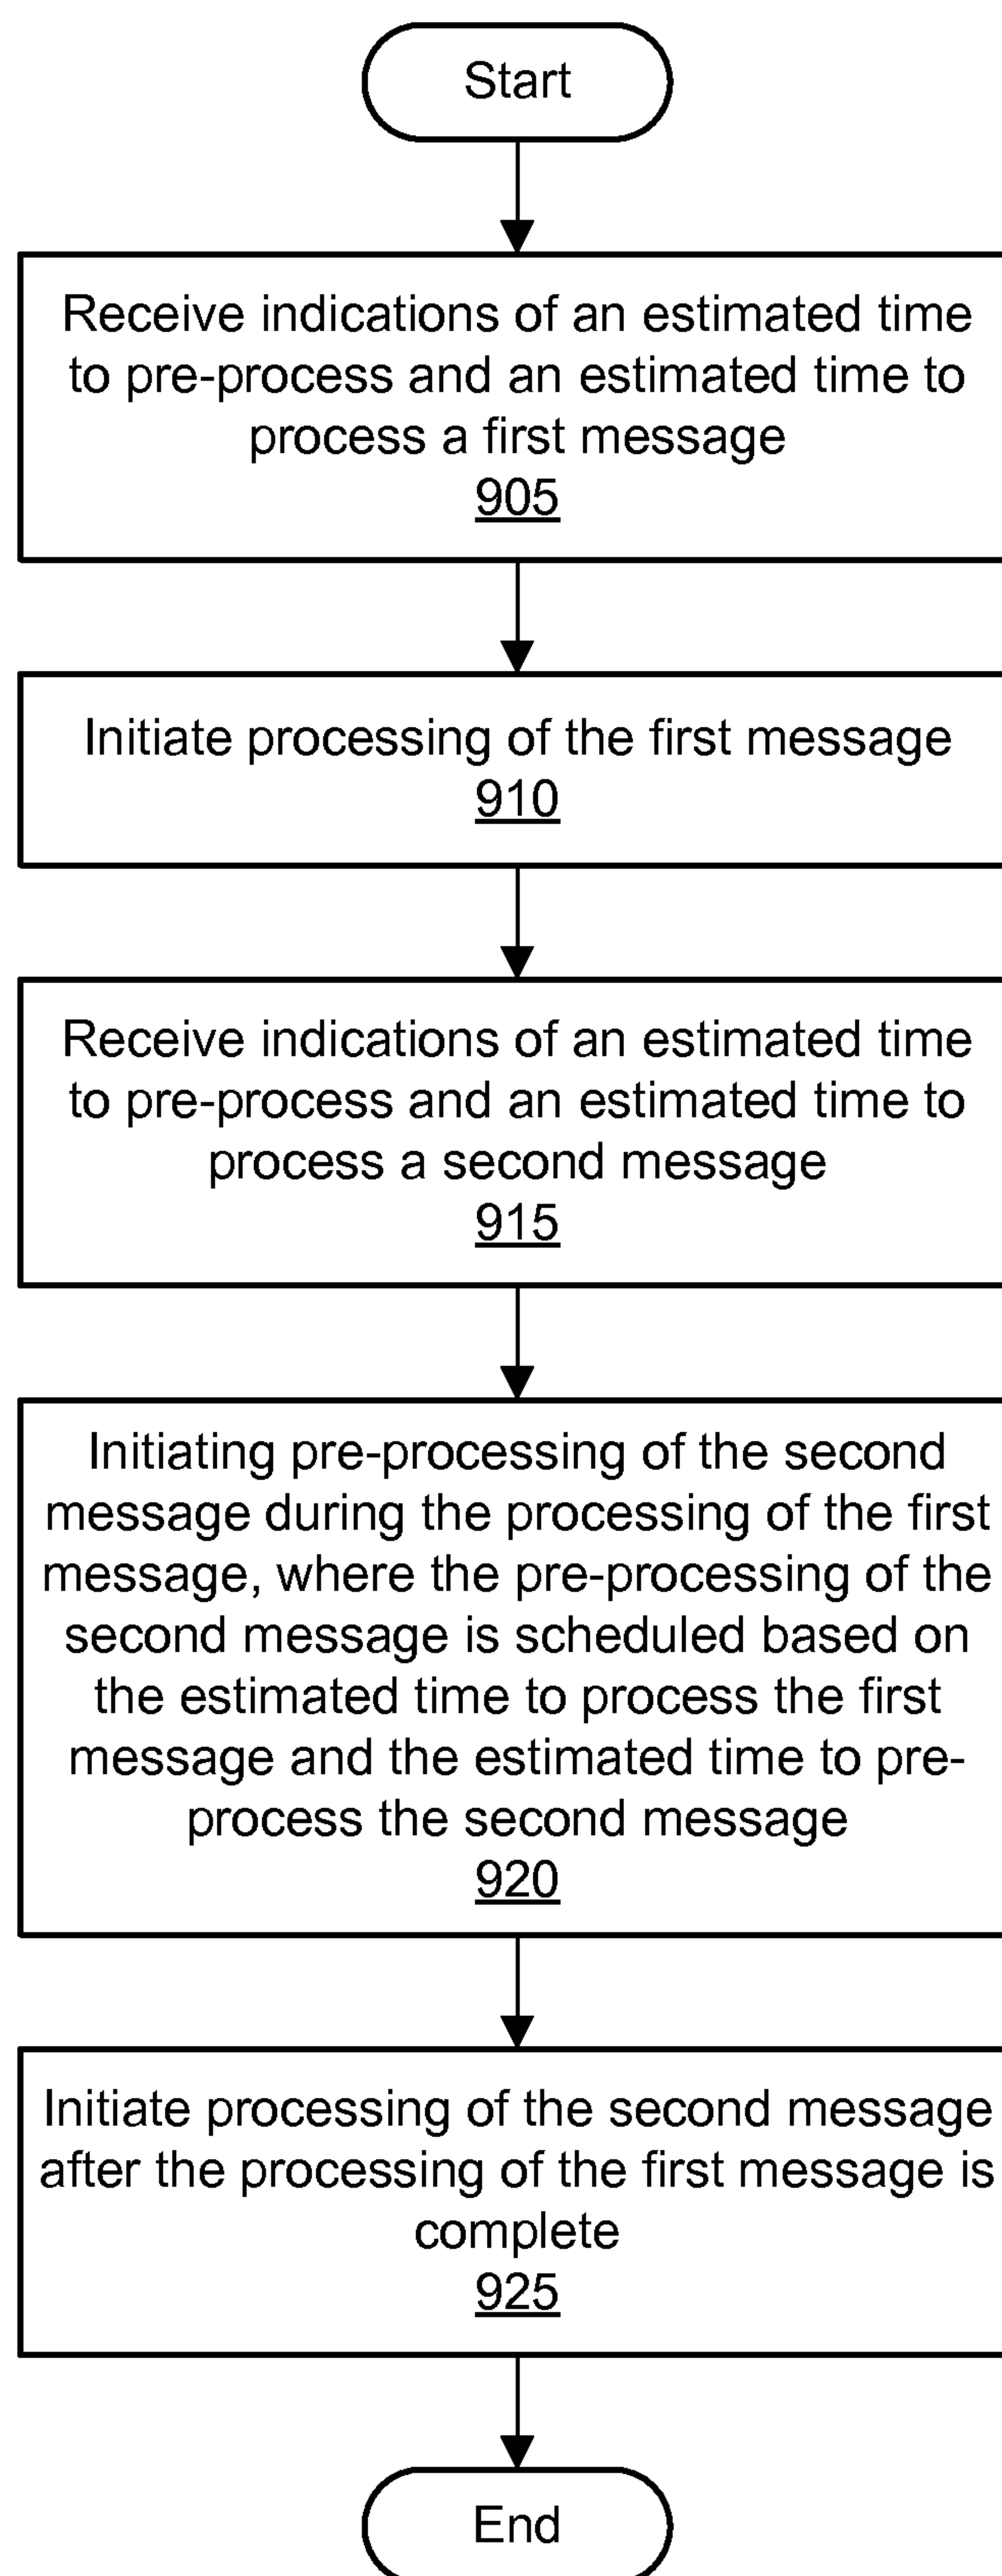 Start
Receive indications of an estimated time
to pre-process and an estimated time to
process a first message
905
Initiate processing of the first message
910
Receive indications of an estimated time
to pre-process and an estimated time to
process a second message
915
Initiating pre-processing of the second
message during the processing of the first
message, where the pre-processing of the
second message is scheduled based on
the estimated time to process the first
message and the estimated time to pre-
process the second message
920
Initiate processing of the second message
after the processing of the first message is
complete
925
End